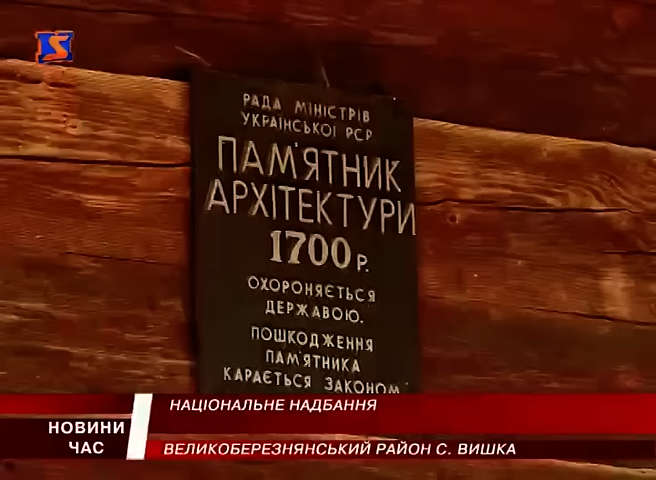 S
РАДА МІНІСТРІВ
УКРАЇНСЬКОЇ РСР
ПАМ'ЯТНИК
АРХІТЕКТУРИ
1700 р.
ОХОРОНЯЄТЬСЯ
ДЕРЖАВОЮ.
ПОШКОДЖЕННЯ
ПАМ'ЯТНИКА
КАРАЄТЬСЯ ЗАКОНОМ.
НАЦІОНАЛЬНЕ НАДБАННЯ
НОВИНИ
ЧАС
ВЕЛИКОБЕРЕЗНЯНСЬКИЙ РАЙОН С. ВИШКА